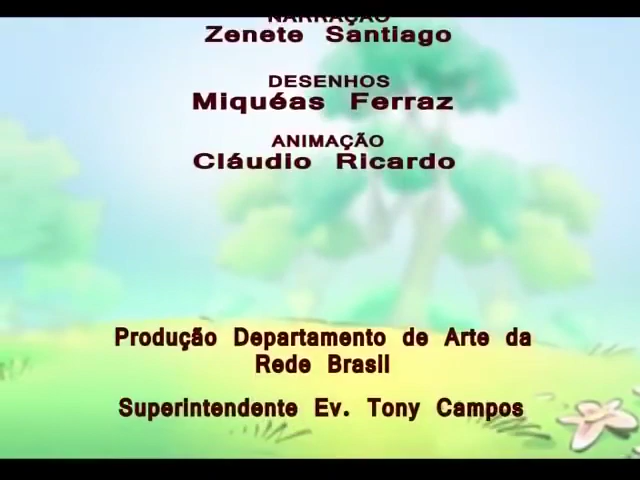 NARRAÇÃO
Zenete Santiago
DESENHOS
Miquéas Ferraz
ANIMAÇÃO
Cláudio Ricardo
Produção Departamento de Arte da
Rede Brasil
Superintendente Ev. Tony Campos